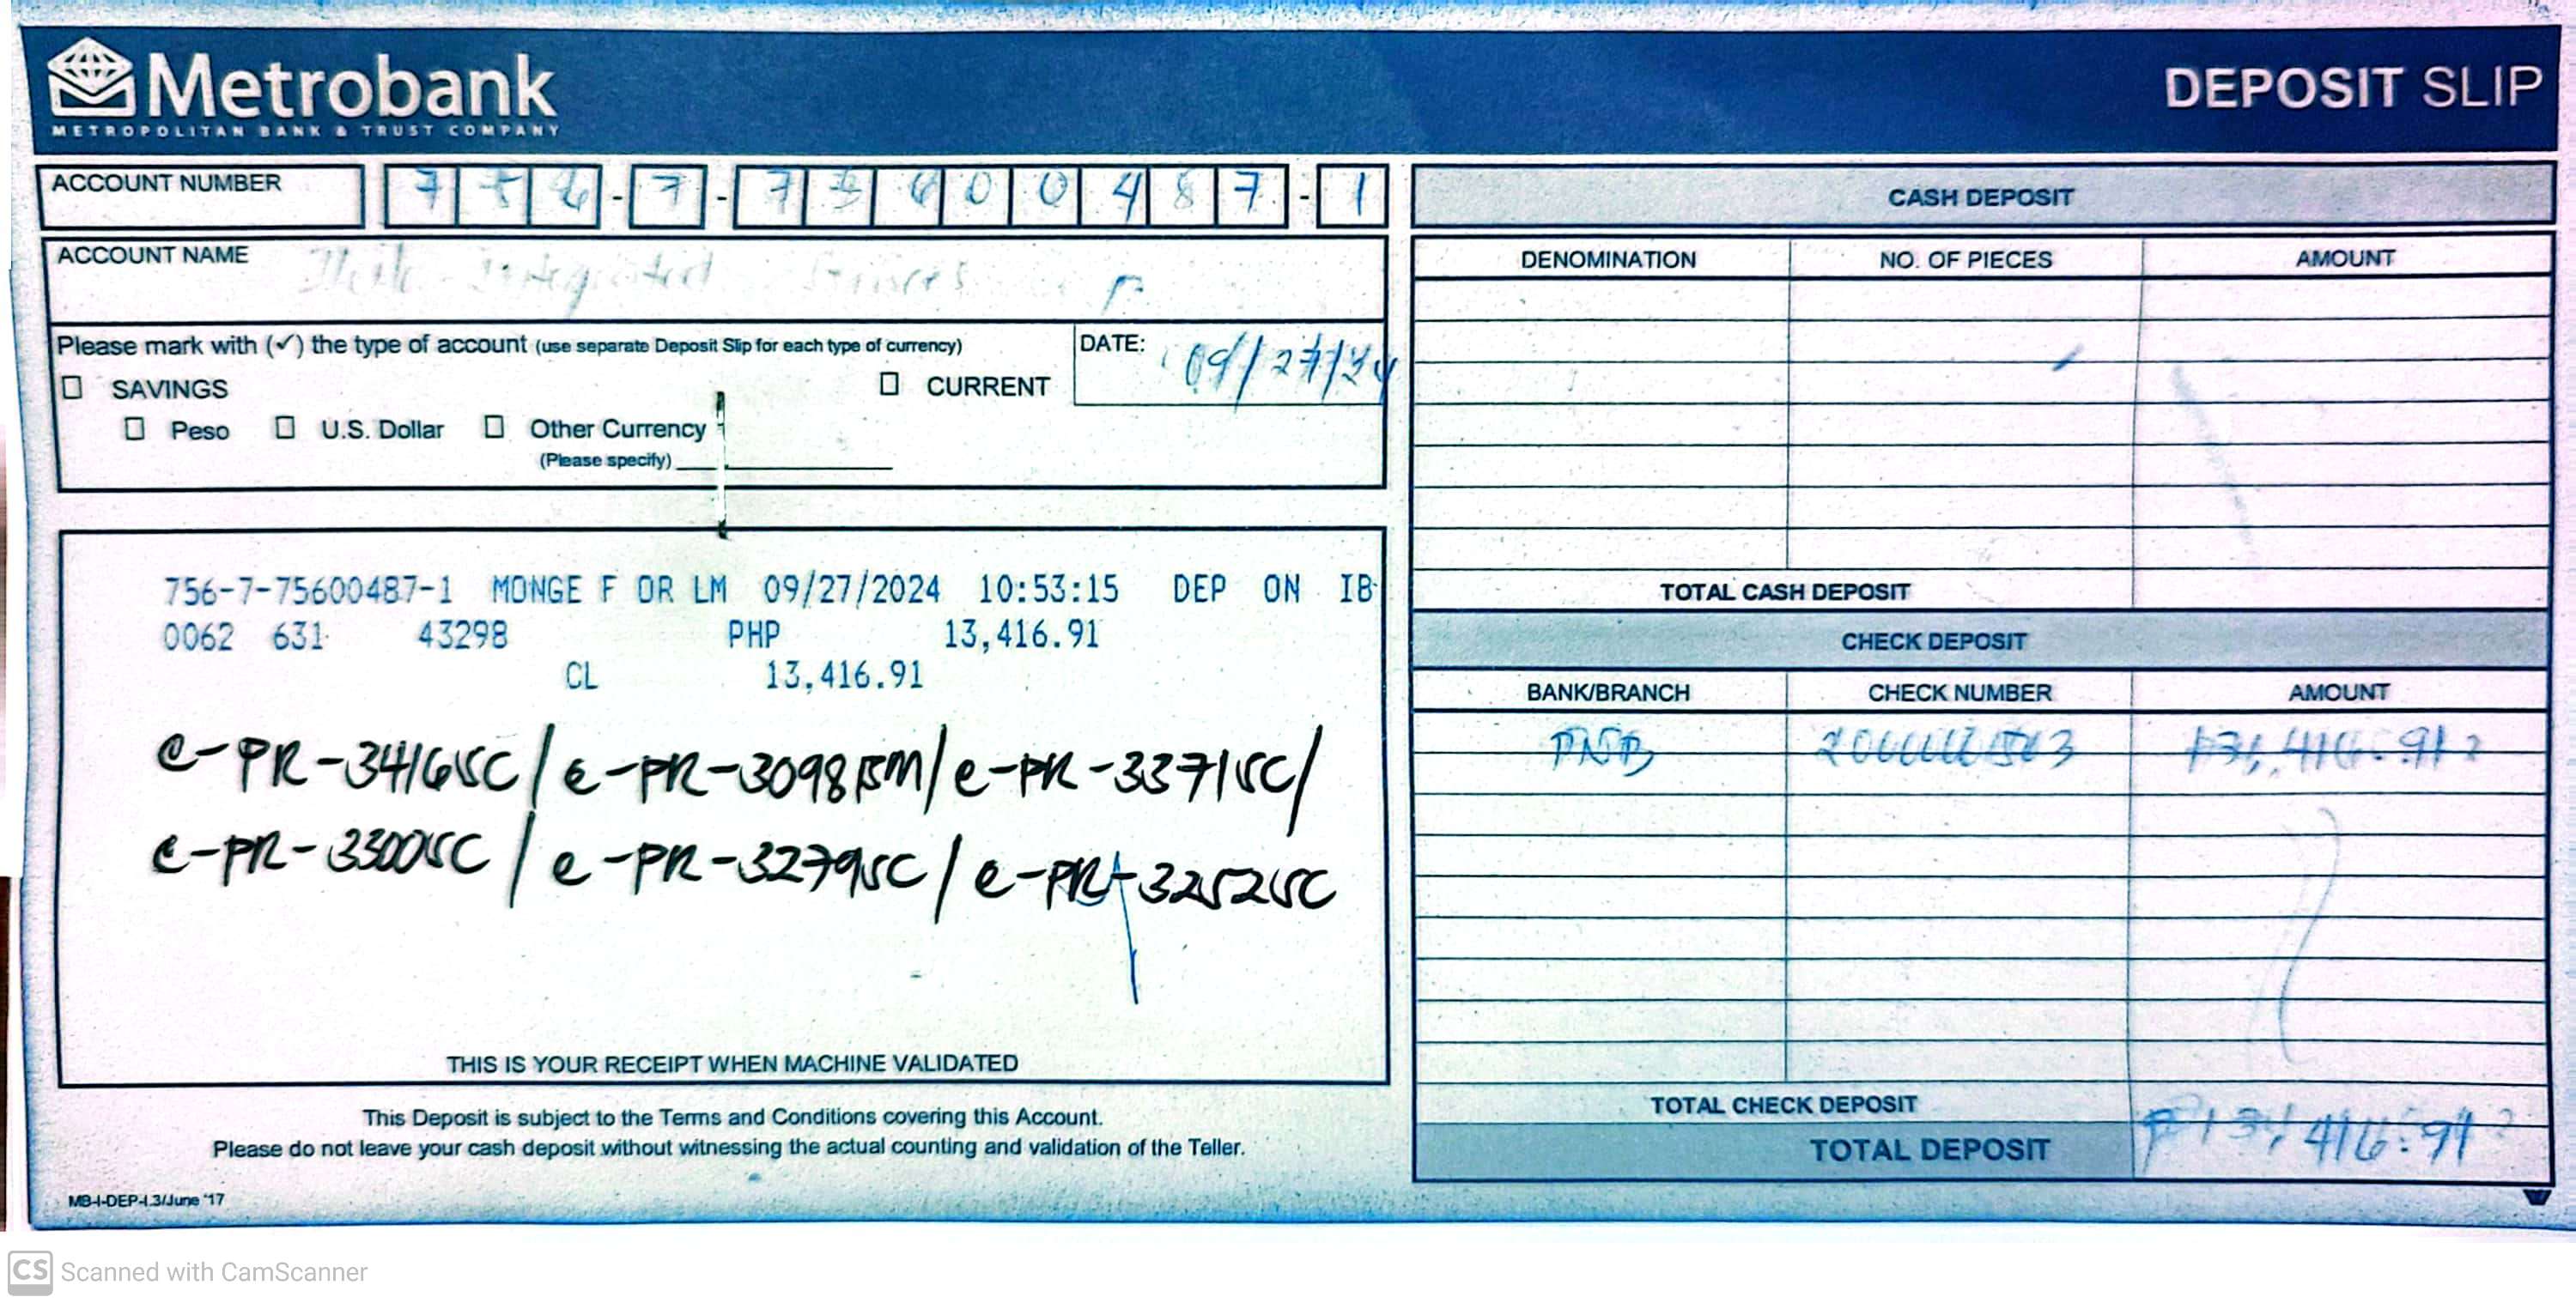 Metrobank
METROPOLITAN BANK & TRUST COMPANY
DEPOSIT SLIP
ACCOUNT NUMBER
ACCOUNT NAME
Please mark with (✓) the type of account (use separate Deposit Slip for each type of currency)
DATE: 09/27/24
SAVINGS
CURRENT
Peso U.S. Dollar Other Currency
(Please specify)
756-7-75600487-1 MONGE F OR LM 09/27/2024 10:53:15 DEP ON IB
0062 631 43298 PHP 13,416.91
CL 13,416.91
e-PR-3416SC/e-PR-3098BM/e-PR-3371SC/
e-PR-3300SC/e-PR-3279SC/e-PR-3252SC
THIS IS YOUR RECEIPT WHEN MACHINE VALIDATED
This Deposit is subject to the Terms and Conditions covering this Account.
Please do not leave your cash deposit without witnessing the actual counting and validation of the Teller.
MB-I-DEP-I.3/June '17
CASH DEPOSIT
DENOMINATION NO. OF PIECES AMOUNT
TOTAL CASH DEPOSIT
CHECK DEPOSIT
BANK/BRANCH CHECK NUMBER AMOUNT
PNB
TOTAL CHECK DEPOSIT
TOTAL DEPOSIT
CS Scanned with CamScanner